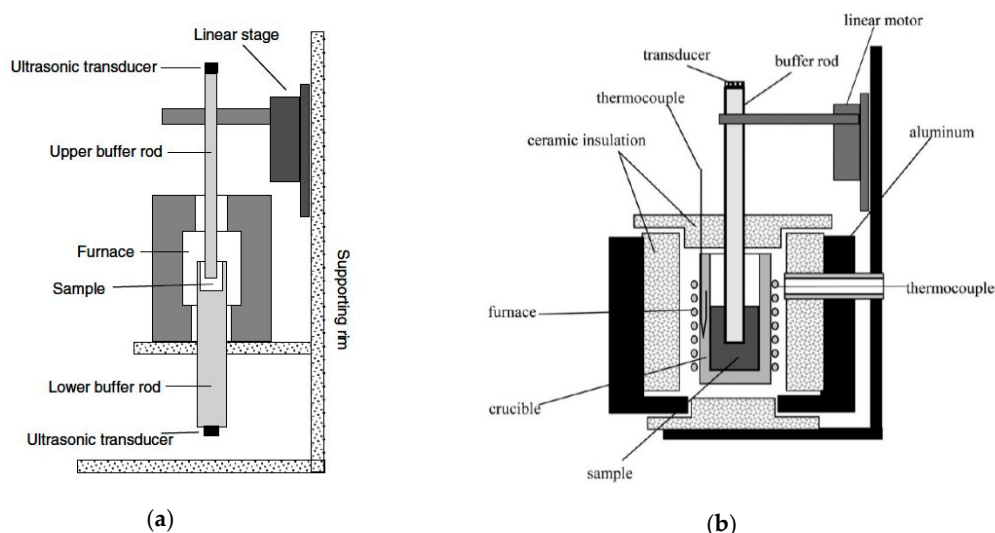 Linear stage
Ultrasonic transducer
Upper buffer rod
Furnace
Sample
Supporting rim
Lower buffer rod
Ultrasonic transducer
(a)
linear motor
transducer
buffer rod
thermocouple
aluminum
ceramic insulation
thermocouple
furnace
crucible
sample
(b)